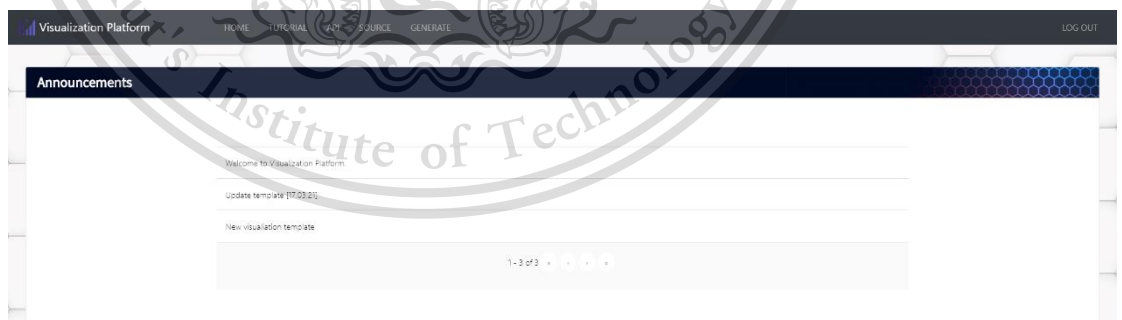 Visualization Platform HOME TUTORIAL API SOURCE GENERATE LOG OUT
Announcements
Institute of Technology
Welcome to Visualization Platform.
Update template [17.03.21]
New visualiation template
1 - 3 of 3 « ‹ › »